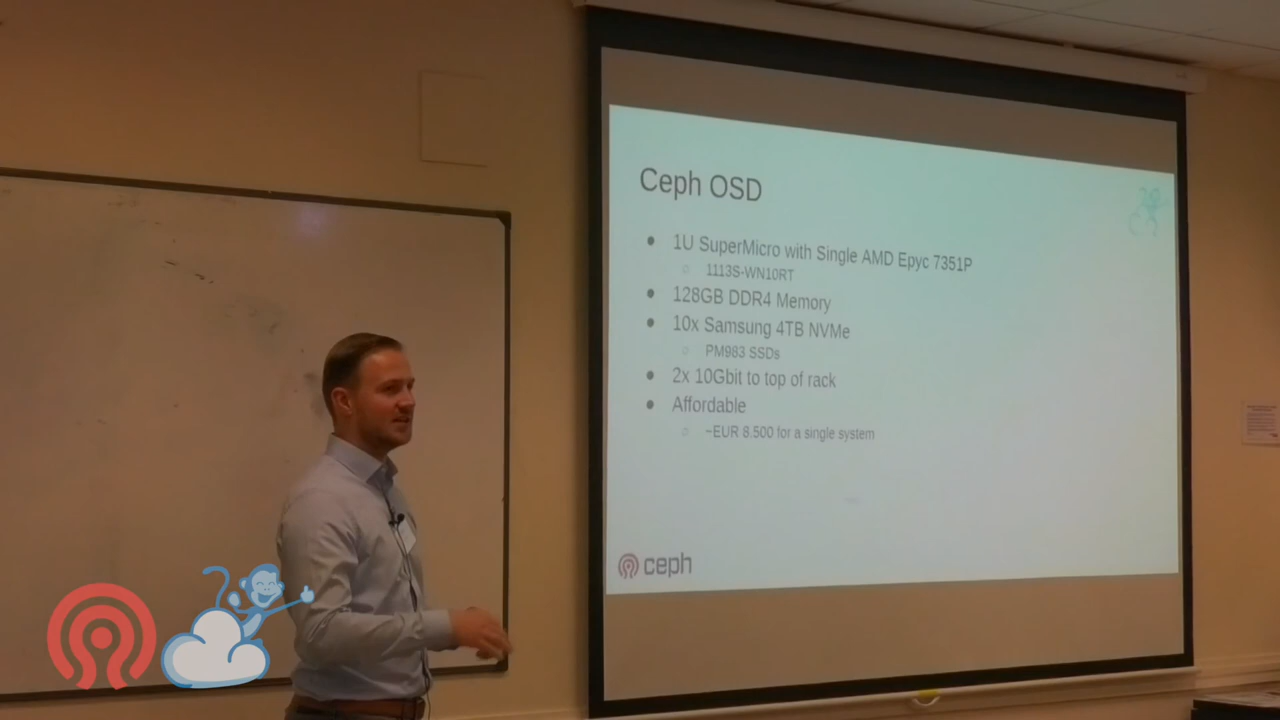 Ceph OSD
● 1U SuperMicro with Single AMD Epyc 7351P
○ 1113S-WN10RT
● 128GB DDR4 Memory
● 10x Samsung 4TB NVMe
○ PM983 SSDs
● 2x 10Gbit to top of rack
● Affordable
○ ~EUR 8.500 for a single system
ceph